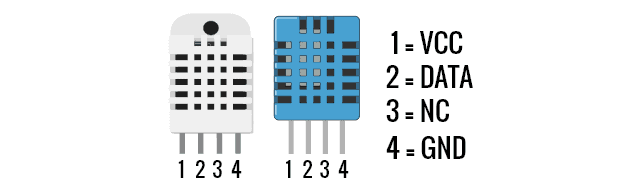 1 = VCC
2 = DATA
3 = NC
4 = GND
1 2 3 4
1 2 3 4